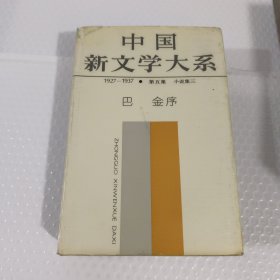 中国
新文学大系
1927—1937 ● 第五集 小说集三
巴 金序
ZHONGGUO XINWENXUE DAXI